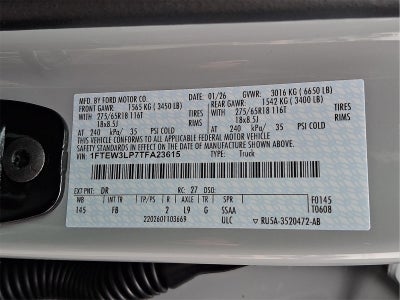 MFD. BY FORD MOTOR CO. 01/26 GVWR: 3016 KG ( 6650 LB)
FRONT GAWR: 1565 KG ( 3450 LB) REAR GAWR: 1542 KG ( 3400 LB)
WITH 275/65R18 116T TIRES WITH 275/65R18 116T
18x8.5J RIMS 18x8.5J
AT 240 kPa/ 35 PSI COLD AT 240 kPa/ 35 PSI COLD
THIS VEHICLE CONFORMS TO ALL APPLICABLE FEDERAL MOTOR VEHICLE
SAFETY STANDARDS IN EFFECT ON THE DATE OF MANUFACTURE SHOWN ABOVE.
VIN: 1FTEW3LP7TFA23615 TYPE: Truck
EXT PNT: DR RC: 27 DSO: F0145
WB INT TR TP/PS R AXLE TR SPR T0608
145 FB 2 L9 G SSAA
2202601103669 ULC RU5A-3520472-AB